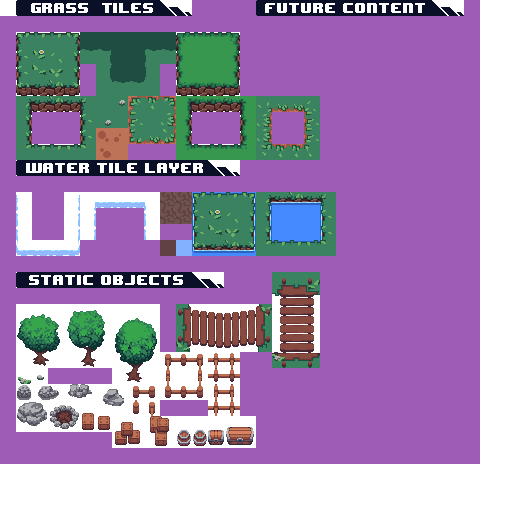 GRASS TILES
FUTURE CONTENT
WATER TILE LAYER
STATIC OBJECTS